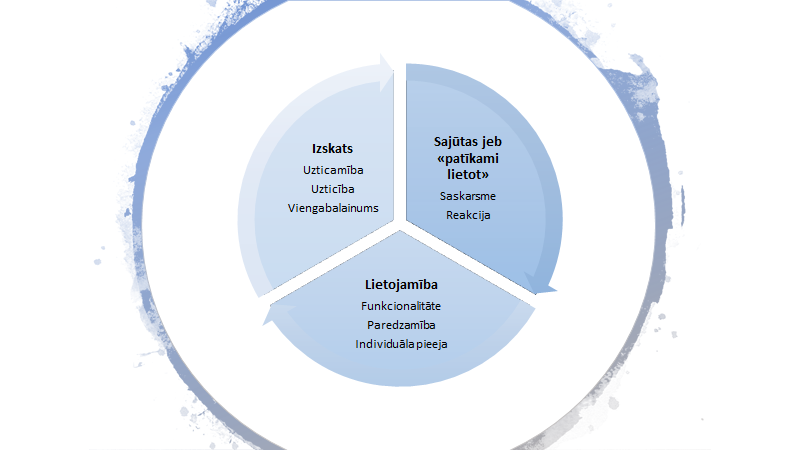 Izskats
Uzticamība
Uzticība
Viengabalainums
Sajūtas jeb
«patīkami
lietot»
Saskarsme
Reakcija
Lietojamība
Funkcionalitāte
Paredzamība
Individuāla pieeja